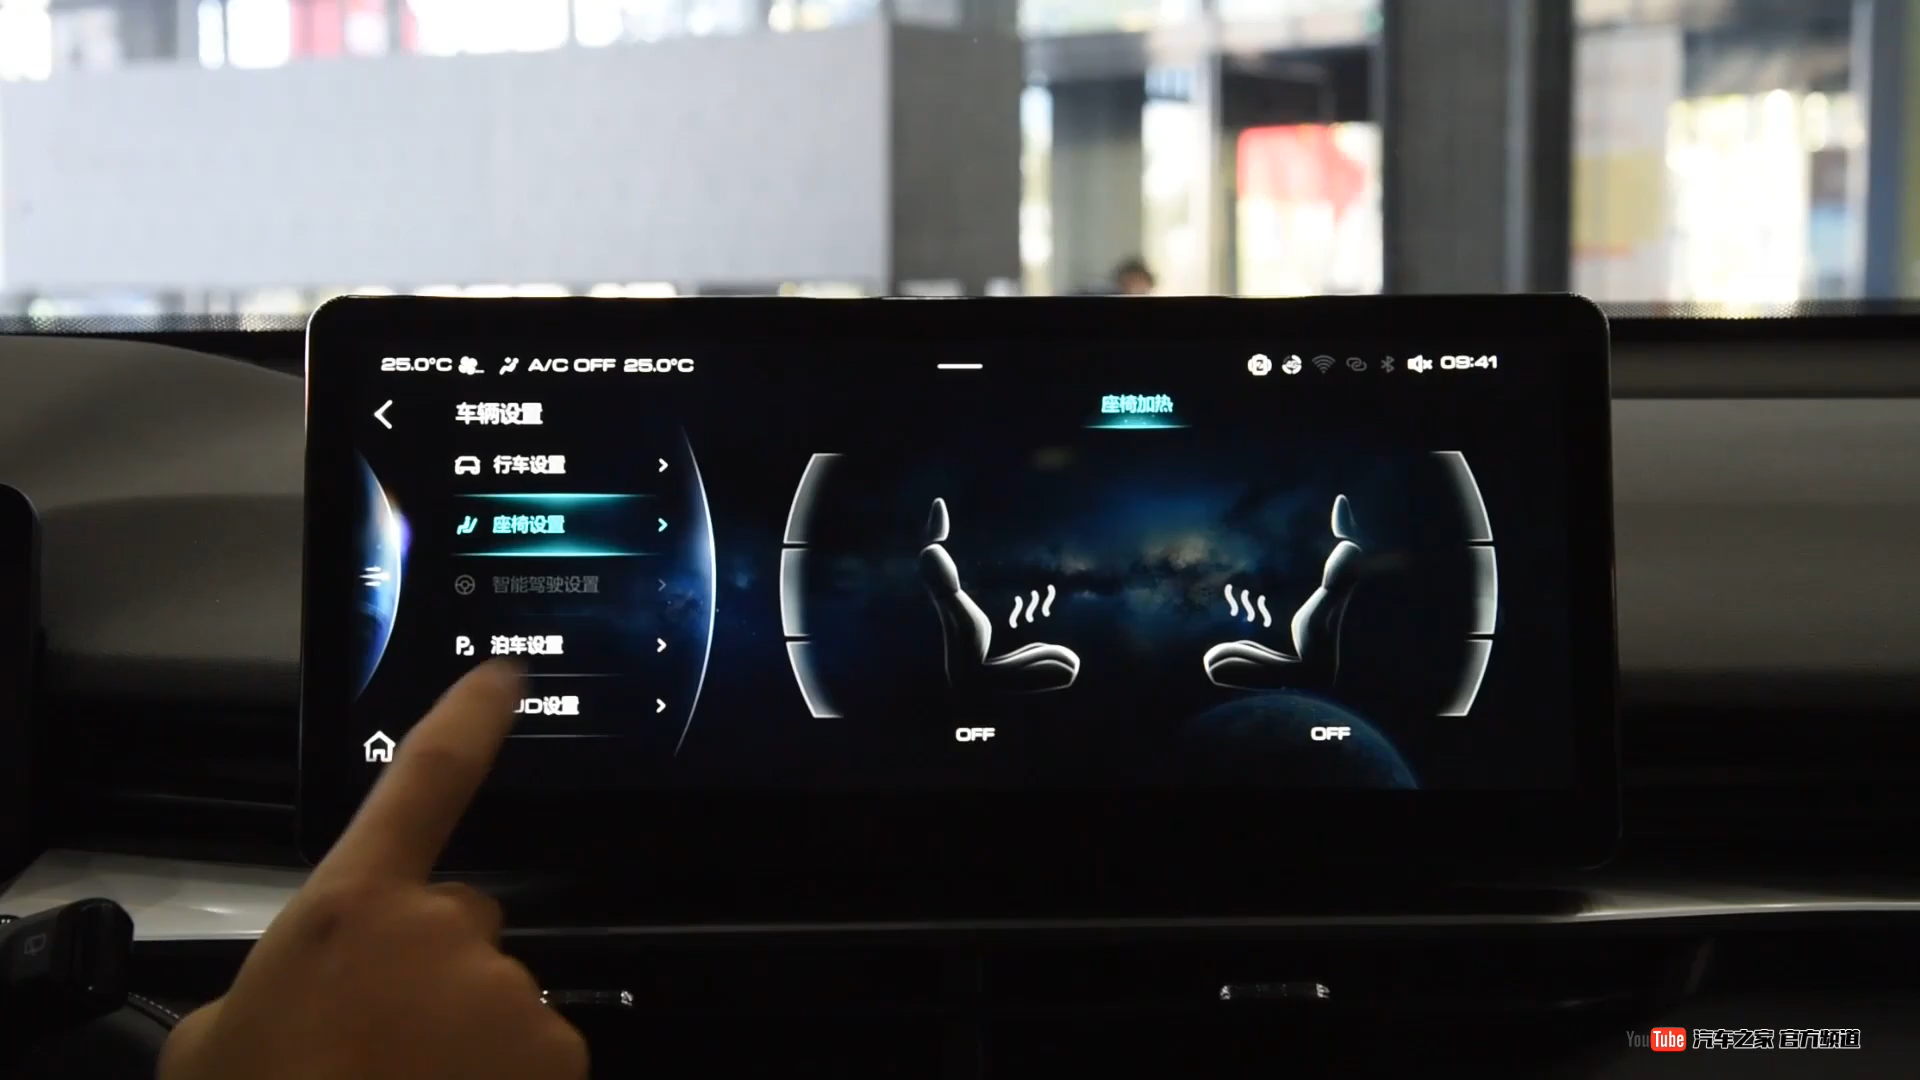 25.0°C A/C OFF 25.0°C
09:41
车辆设置
座椅加热
行车设置
座椅设置
智能驾驶设置
泊车设置
UD设置
OFF
OFF
YouTube 汽车之家 官方频道